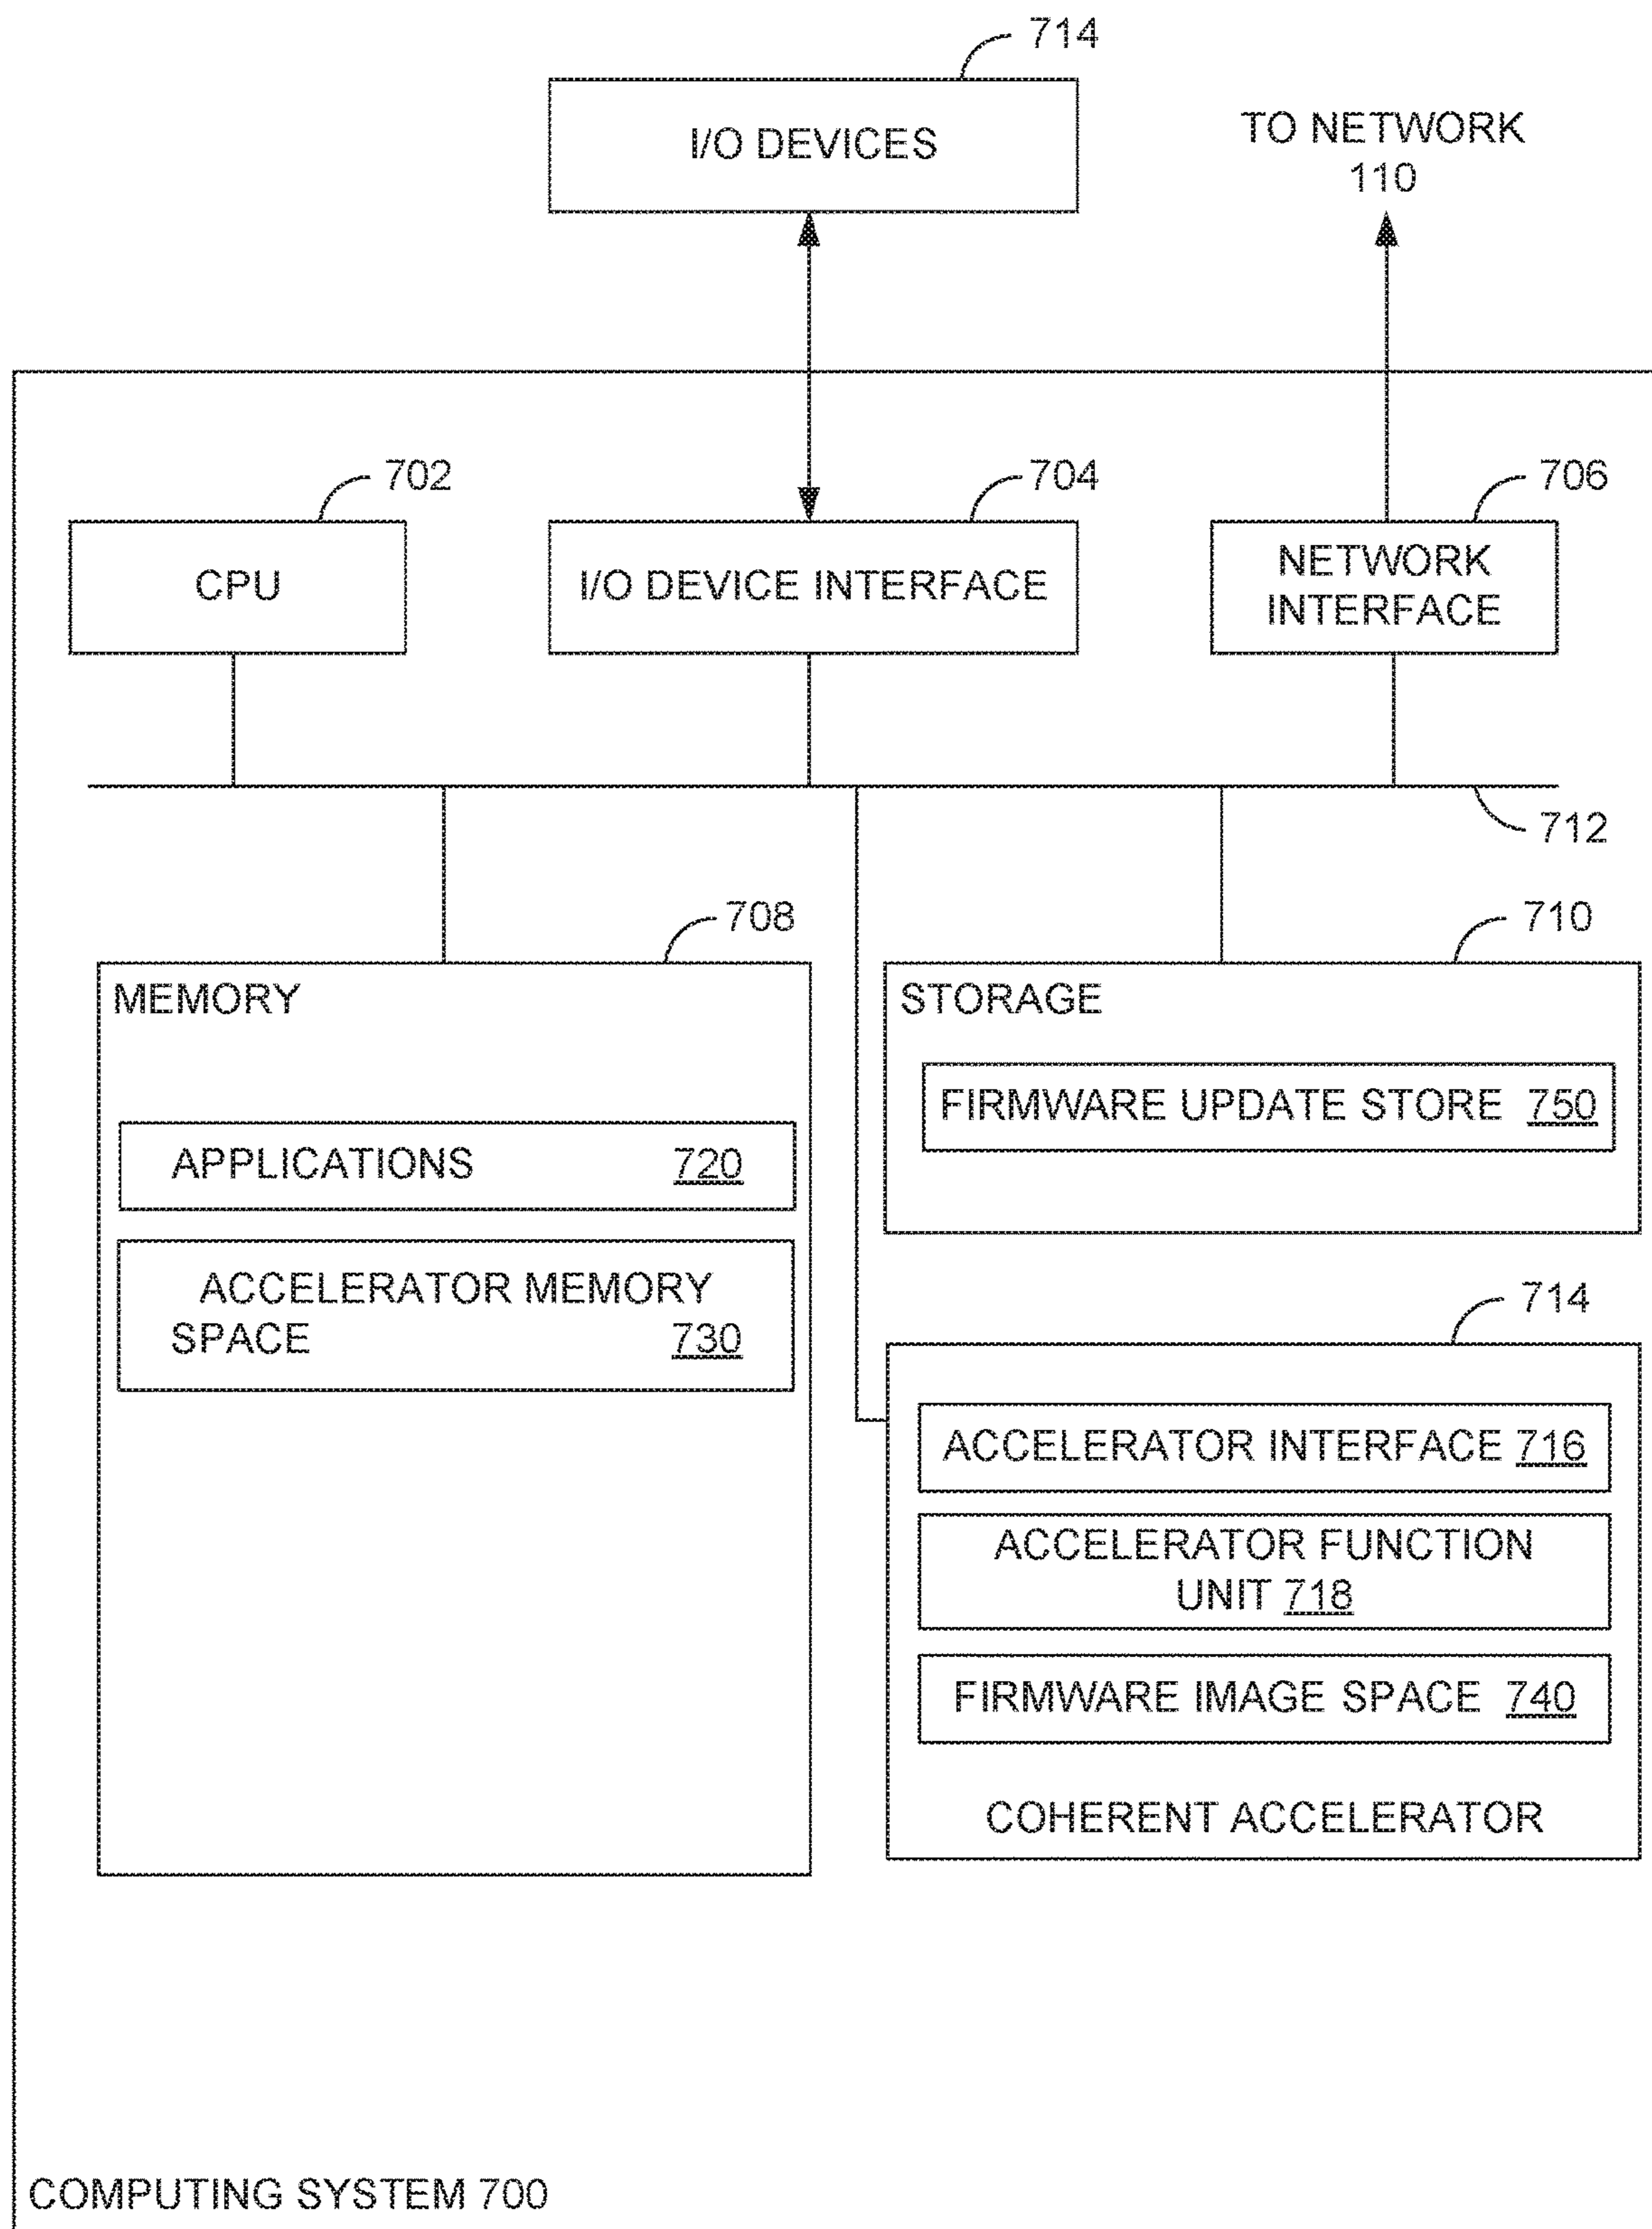 714
I/O DEVICES
TO NETWORK
110
702
704
706
CPU
I/O DEVICE INTERFACE
NETWORK
INTERFACE
712
708
710
MEMORY
STORAGE
FIRMWARE UPDATE STORE 750
APPLICATIONS 720
ACCELERATOR MEMORY
SPACE 730
714
ACCELERATOR INTERFACE 716
ACCELERATOR FUNCTION
UNIT 718
FIRMWARE IMAGE SPACE 740
COHERENT ACCELERATOR
COMPUTING SYSTEM 700